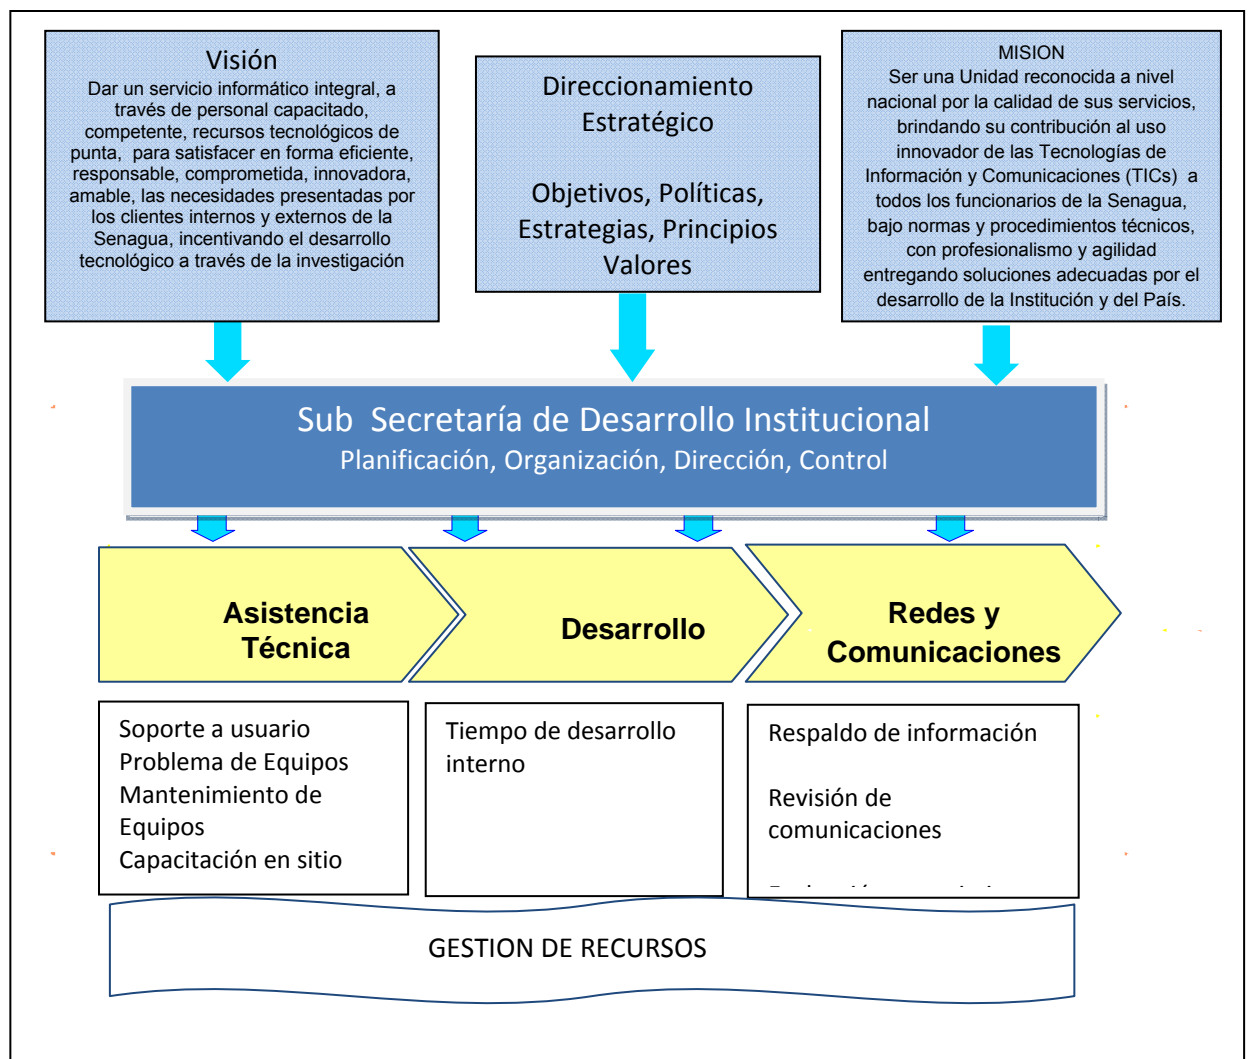 Visión
Dar un servicio informático integral, a
través de personal capacitado,
competente, recursos tecnológicos de
punta, para satisfacer en forma eficiente,
responsable, comprometida, innovadora,
amable, las necesidades presentadas por
los clientes internos y externos de la
Senagua, incentivando el desarrollo
tecnológico a través de la investigación
Direccionamiento
Estratégico
Objetivos, Políticas,
Estrategias, Principios
Valores
MISION
Ser una Unidad reconocida a nivel
nacional por la calidad de sus servicios,
brindando su contribución al uso
innovador de las Tecnologías de
Información y Comunicaciones (TICs) a
todos los funcionarios de la Senagua,
bajo normas y procedimientos técnicos,
con profesionalismo y agilidad
entregando soluciones adecuadas por el
desarrollo de la Institución y del País.
Sub Secretaría de Desarrollo Institucional
Planificación, Organización, Dirección, Control
Asistencia
Técnica
Desarrollo
Redes y
Comunicaciones
Soporte a usuario
Problema de Equipos
Mantenimiento de
Equipos
Capacitación en sitio
Tiempo de desarrollo
interno
Respaldo de información
Revisión de
comunicaciones
GESTION DE RECURSOS